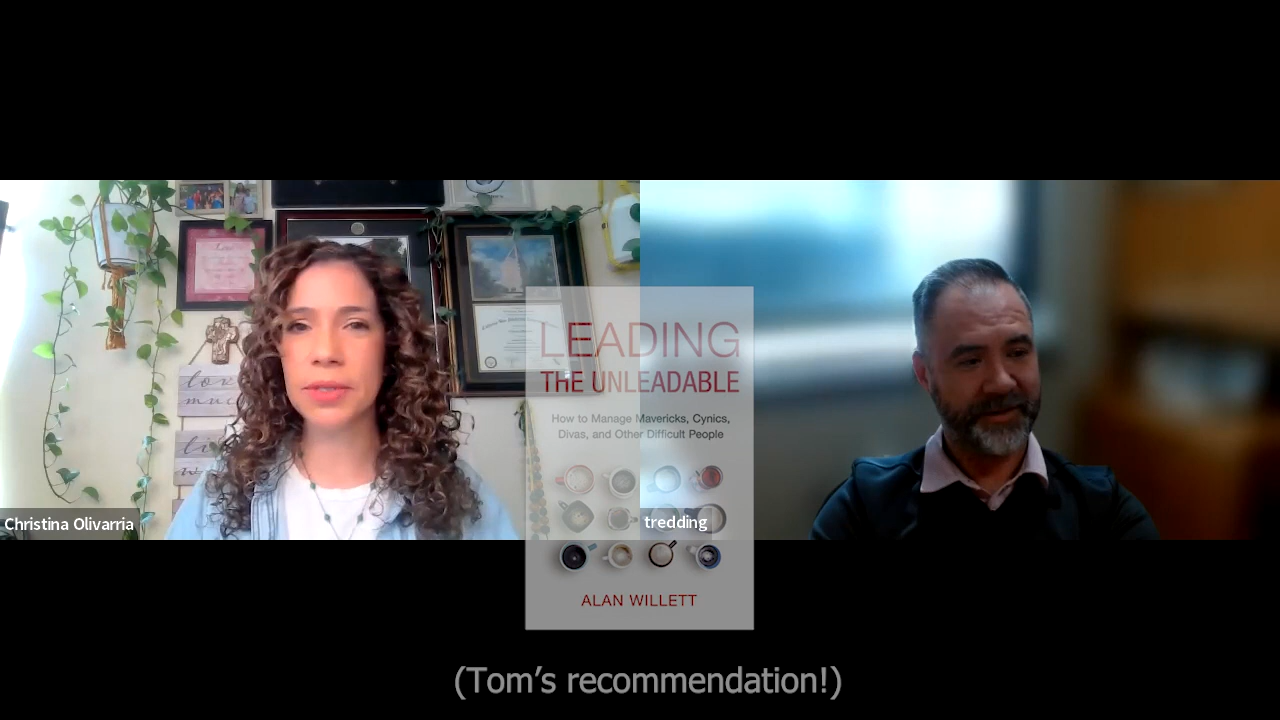 Christina Olivarria
tredding
LEADING
THE UNLEADABLE
How to Manage Mavericks, Cynics,
Divas, and Other Difficult People
ALAN WILLETT
(Tom’s recommendation!)